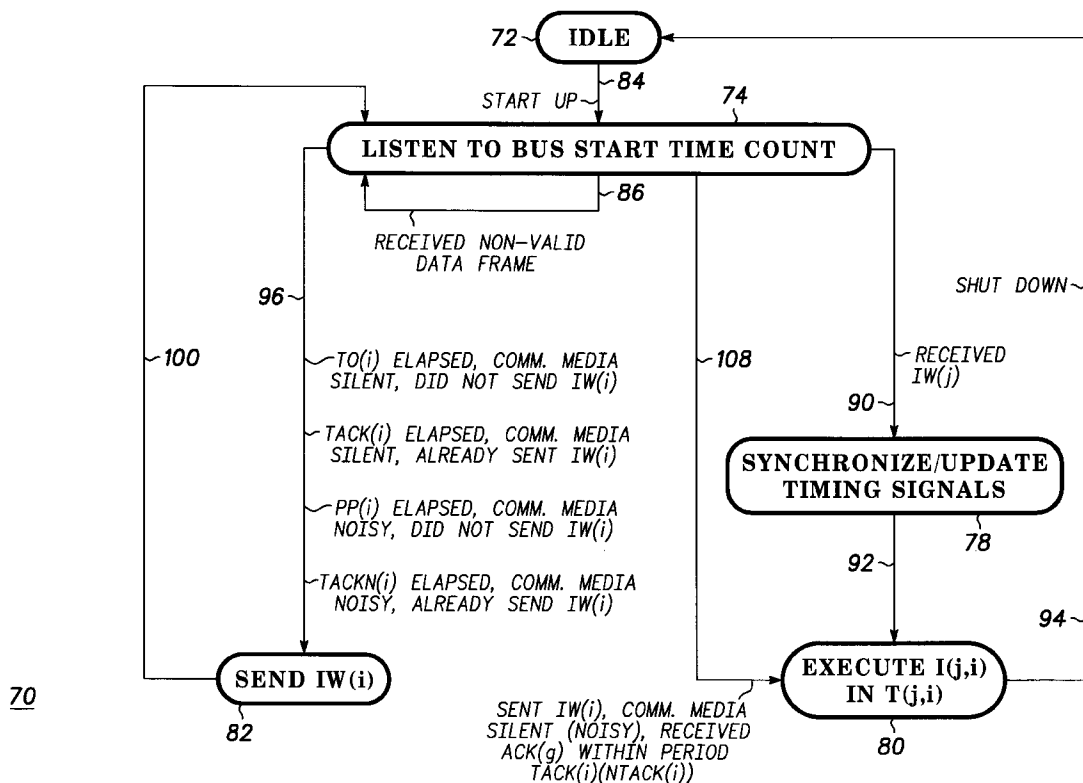 72
IDLE
84
START UP
74
LISTEN TO BUS START TIME COUNT
86
RECEIVED NON-VALID
DATA FRAME
96
SHUT DOWN
100
TO(i) ELAPSED, COMM. MEDIA
SILENT, DID NOT SEND IW(i)
108
RECEIVED
IW(j)
90
TACK(i) ELAPSED, COMM. MEDIA
SILENT, ALREADY SENT IW(i)
SYNCHRONIZE/UPDATE
TIMING SIGNALS
78
PP(i) ELAPSED, COMM. MEDIA
NOISY, DID NOT SEND IW(i)
92
TACKN(i) ELAPSED, COMM. MEDIA
NOISY, ALREADY SEND IW(i)
94
SEND IW(i)
82
EXECUTE I(j,i)
IN T(j,i)
80
70
SENT IW(i), COMM. MEDIA
SILENT (NOISY), RECEIVED
ACK(g) WITHIN PERIOD
TACK(i)(NTACK(i))